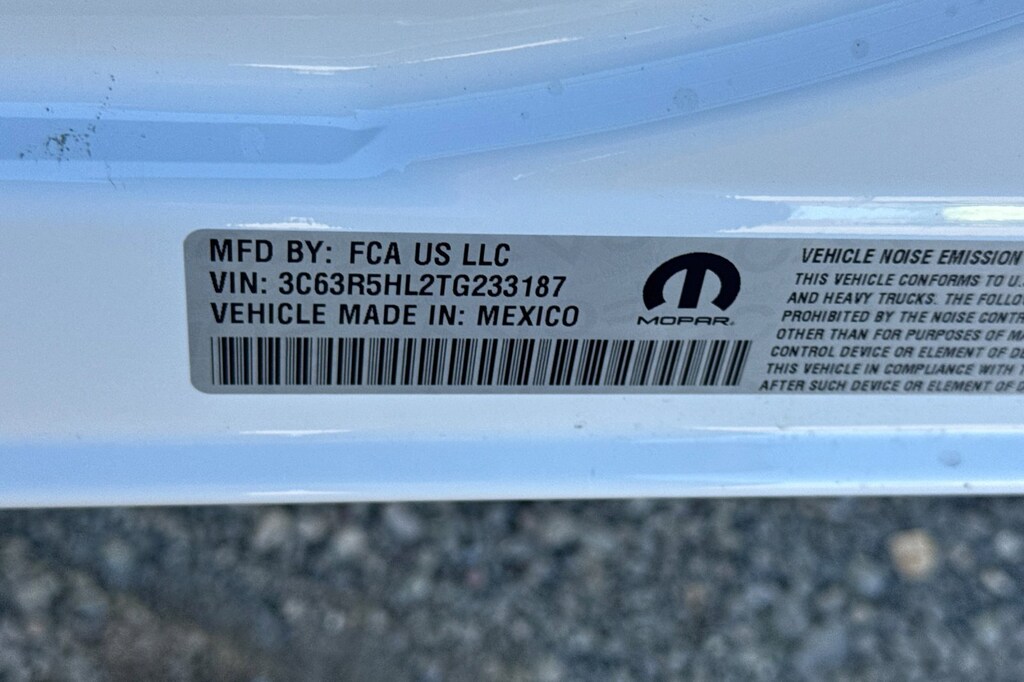 MFD BY: FCA US LLC
VIN: 3C63R5HL2TG233187
VEHICLE MADE IN: MEXICO
MOPAR
VEHICLE NOISE EMISSION
THIS VEHICLE CONFORMS TO U.S
AND HEAVY TRUCKS. THE FOLLO
PROHIBITED BY THE NOISE CONTR
OTHER THAN FOR PURPOSES OF MA
CONTROL DEVICE OR ELEMENT OF DE
THIS VEHICLE IN COMPLIANCE WITH T
AFTER SUCH DEVICE OR ELEMENT OF D